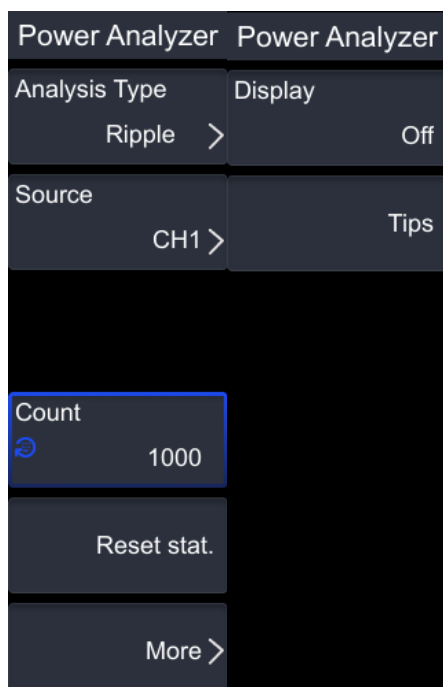 Power Analyzer
Analysis Type
Ripple
Source
CH1
Count
1000
Reset stat.
More
Power Analyzer
Display
Off
Tips